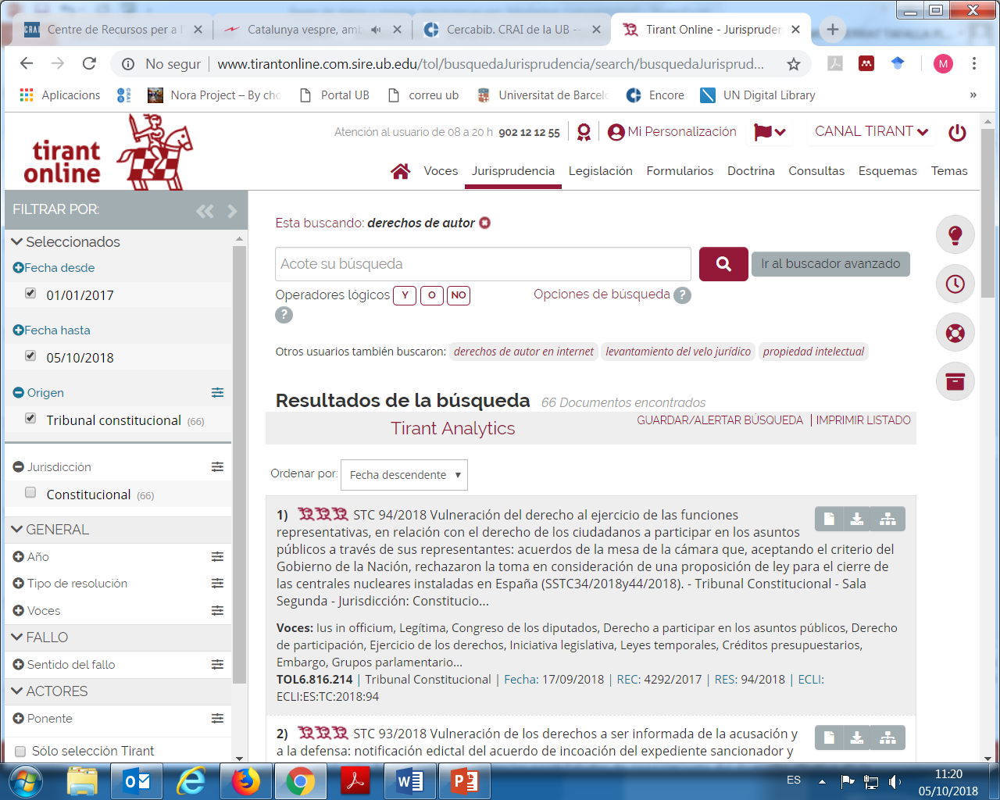 Centre de Recursos per a l
Catalunya vespre, amb
Cercabib. CRAI de la UB --
Tirant Online - Jurispruden
No segur
www.tirantonline.com.sire.ub.edu/tol/busquedaJurisprudencia/search/busquedaJurisprud...
M
Aplicacions
Nora Project – By cho
Portal UB
correu ub
Universitat de Barcelo
Encore
UN Digital Library
»
tirant
online
Atención al usuario de 08 a 20 h 902 12 12 55
Mi Personalización
CANAL TIRANT
Voces Jurisprudencia Legislación Formularios Doctrina Consultas Esquemas Temas
FILTRAR POR:
Seleccionados
Fecha desde
01/01/2017
Fecha hasta
05/10/2018
Origen
Tribunal constitucional (66)
Jurisdicción
Constitucional (66)
GENERAL
Año
Tipo de resolución
Voces
FALLO
Sentido del fallo
ACTORES
Ponente
Sólo selección Tirant
Esta buscando: derechos de autor
Acote su búsqueda
Ir al buscador avanzado
Operadores lógicos Y O NO
?
Opciones de búsqueda ?
Otros usuarios también buscaron: derechos de autor en internet levantamiento del velo jurídico propiedad intelectual
Resultados de la búsqueda 66 Documentos encontrados
Tirant Analytics
GUARDAR/ALERTAR BÚSQUEDA | IMPRIMIR LISTADO
Ordenar por: Fecha descendente
1) STC 94/2018 Vulneración del derecho al ejercicio de las funciones
representativas, en relación con el derecho de los ciudadanos a participar en los asuntos
públicos a través de sus representantes: acuerdos de la mesa de la cámara que, aceptando el criterio del
Gobierno de la Nación, rechazaron la toma en consideración de una proposición de ley para el cierre de
las centrales nucleares instaladas en España (SSTC34/2018y44/2018). - Tribunal Constitucional - Sala
Segunda - Jurisdicción: Constitucio...
Voces: Ius in officium, Legítima, Congreso de los diputados, Derecho a participar en los asuntos públicos, Derecho
de participación, Ejercicio de los derechos, Iniciativa legislativa, Leyes temporales, Créditos presupuestarios,
Embargo, Grupos parlamentario...
TOL6.816.214 | Tribunal Constitucional | Fecha: 17/09/2018 | REC: 4292/2017 | RES: 94/2018 | ECLI:
ECLI:ES:TC:2018:94
2) STC 93/2018 Vulneración de los derechos a ser informada de la acusación y
a la defensa: notificación edictal del acuerdo de incoación del expediente sancionador y
ES
11:20
05/10/2018